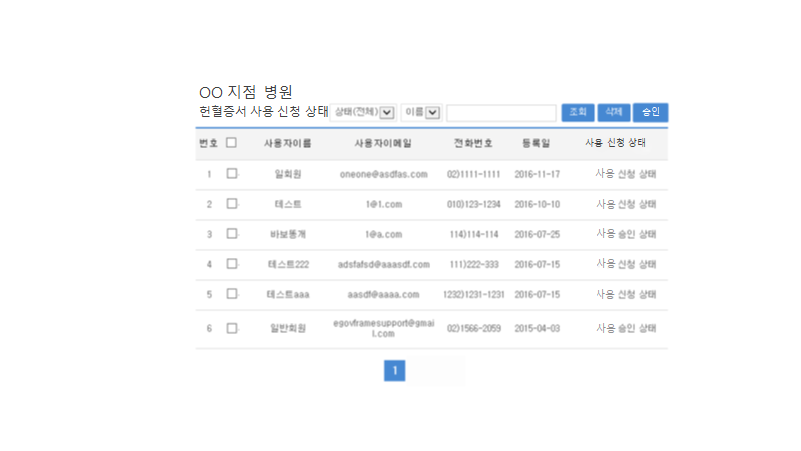 OO 지점 병원
헌혈증서 사용 신청 상태 상태(전체) 이름 조회 삭제 승인
번호 사용자이름 사용자이메일 전화번호 등록일 사용 신청 상태
1 일회원 oneone@asdfas.com 02)1111-1111 2016-11-17 사용 신청 상태
2 테스트 1@1.com 010)123-1234 2016-10-10 사용 신청 상태
3 바보똥개 1@a.com 114)114-114 2016-07-25 사용 승인 상태
4 테스트222 adsfafsd@aaasdf.com 111)222-333 2016-07-15 사용 신청 상태
5 테스트aaa aasdf@aaaa.com 1232)1231-1231 2016-07-15 사용 신청 상태
6 일반회원 egovframesupport@gmai
l.com 02)1566-2059 2015-04-03 사용 승인 상태
1